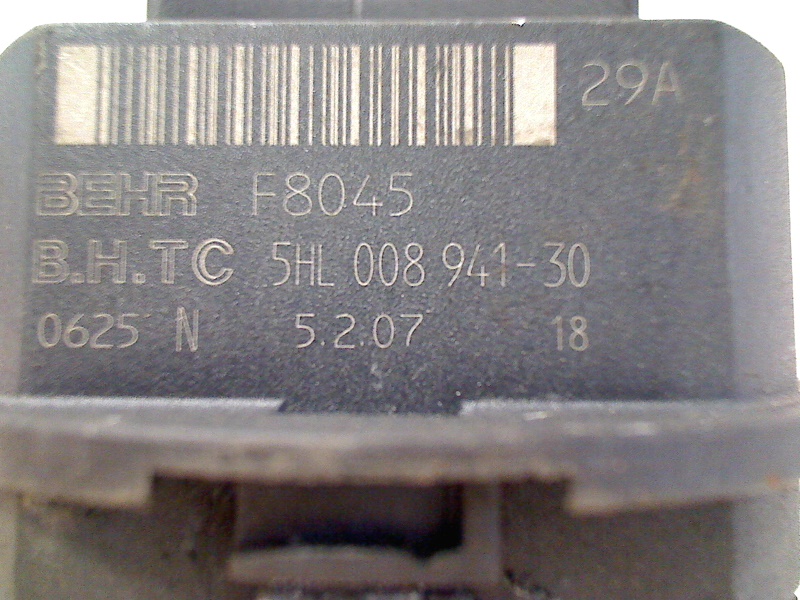 29A
BEHR F8045
B.H.TC 5HL 008 941-30
0625 N 5.2.07 18